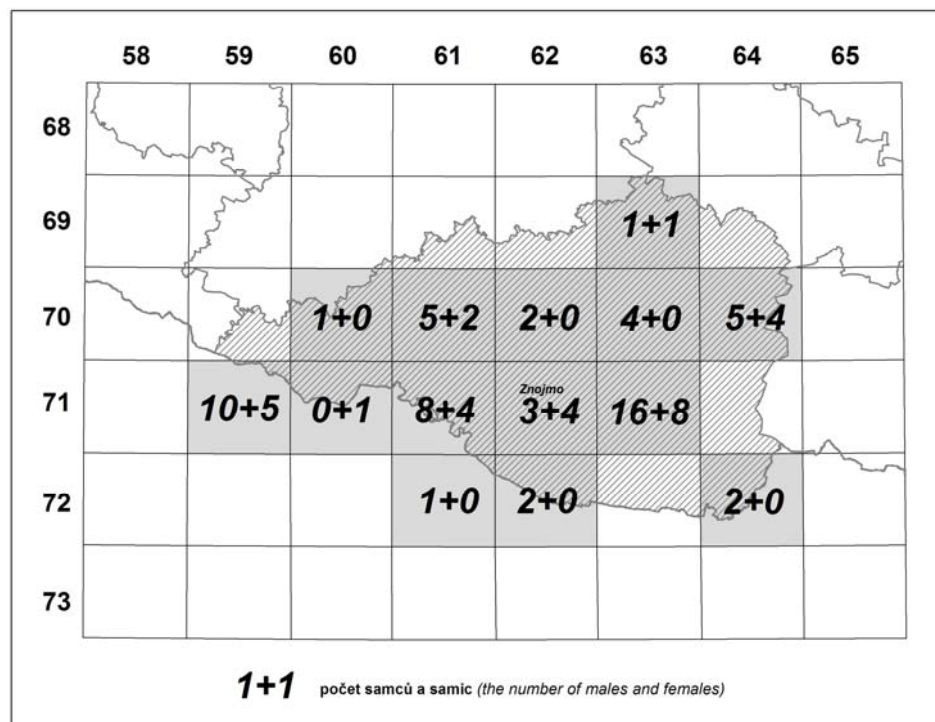 58 59 60 61 62 63 64 65
68
69 1+1
70 1+0 5+2 2+0 4+0 5+4
Znojmo
71 10+5 0+1 8+4 3+4 16+8
72 1+0 2+0 2+0
73
1+1 počet samců a samic (the number of males and females)